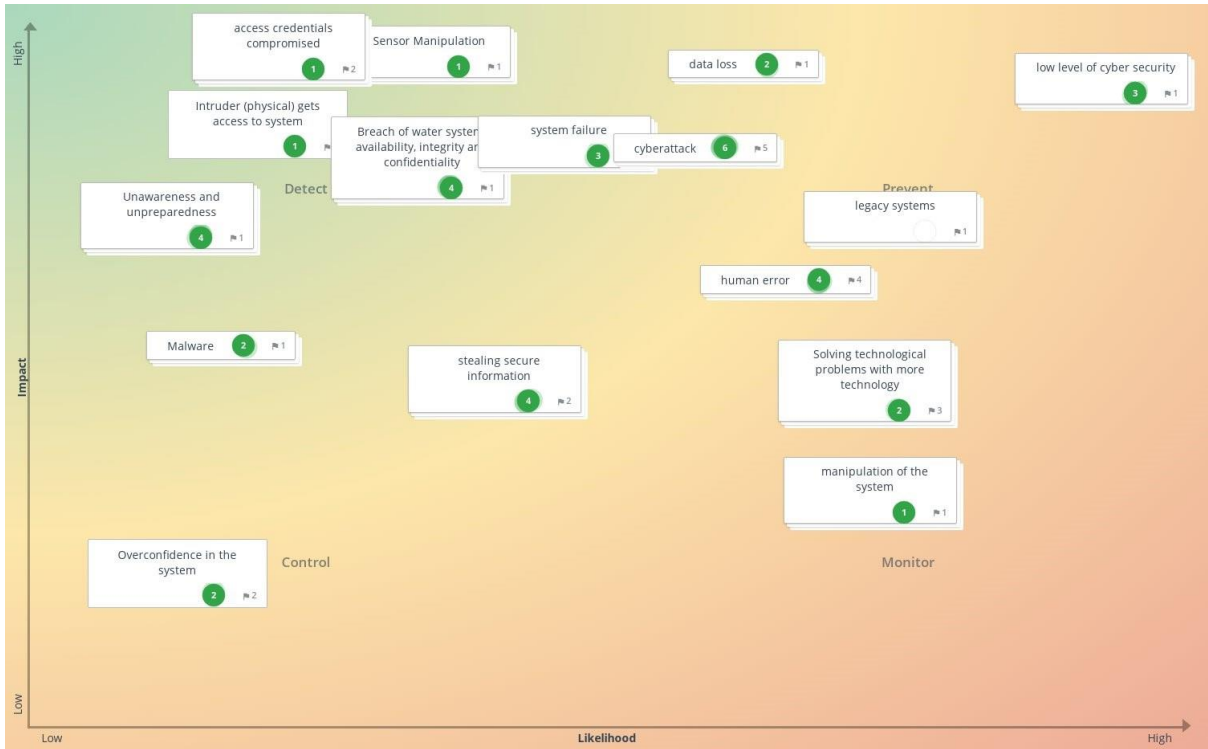 High
access credentials
compromised
1
2
Sensor Manipulation
1
1
data loss
2
1
low level of cyber security
3
1
Intruder (physical) gets
access to system
1
Breach of water system
availability, integrity an
confidentiality
4
1
system failure
3
cyberattack
6
5
Detect
Prevent
Unawareness and
unpreparedness
4
1
legacy systems
1
human error
4
4
Malware
2
1
stealing secure
information
4
2
Solving technological
problems with more
technology
2
3
Impact
manipulation of the
system
1
1
Overconfidence in the
system
2
2
Control
Monitor
Low
Low
Likelihood
High